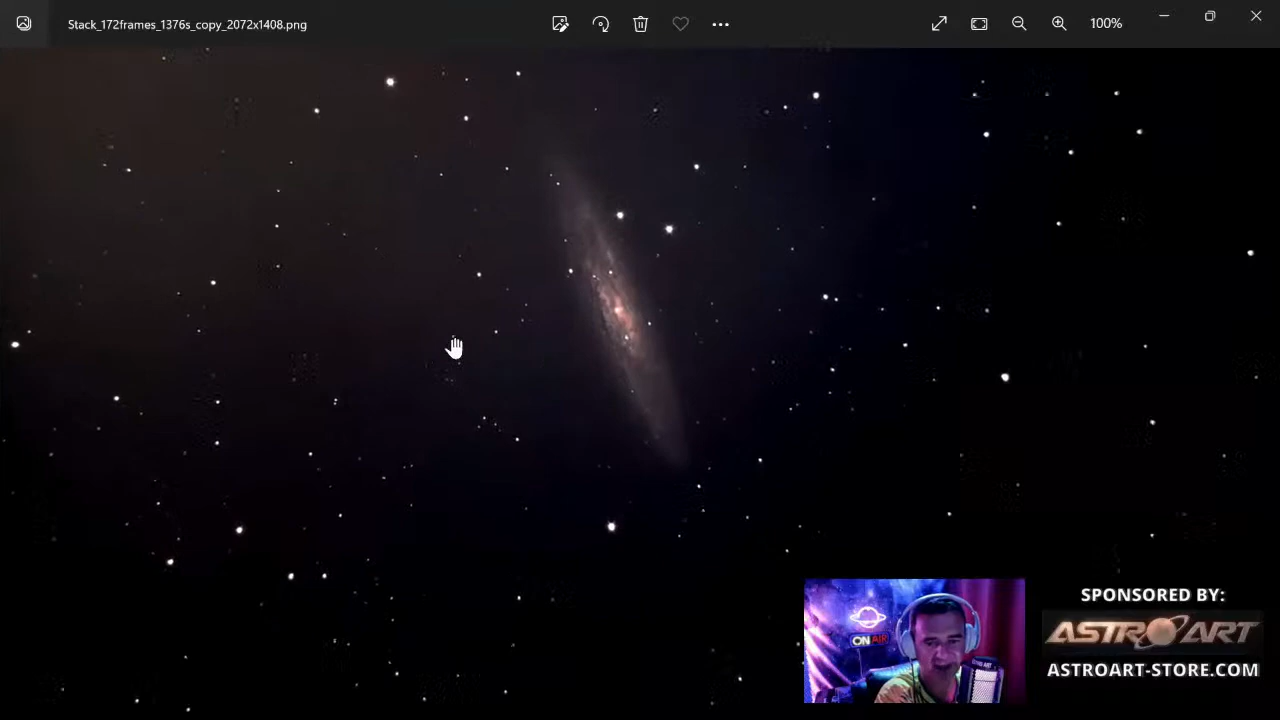 Stack_172frames_1376s_copy_2072x1408.png
100%
ON AIR
SPONSORED BY:
ASTROART
ASTROART-STORE.COM